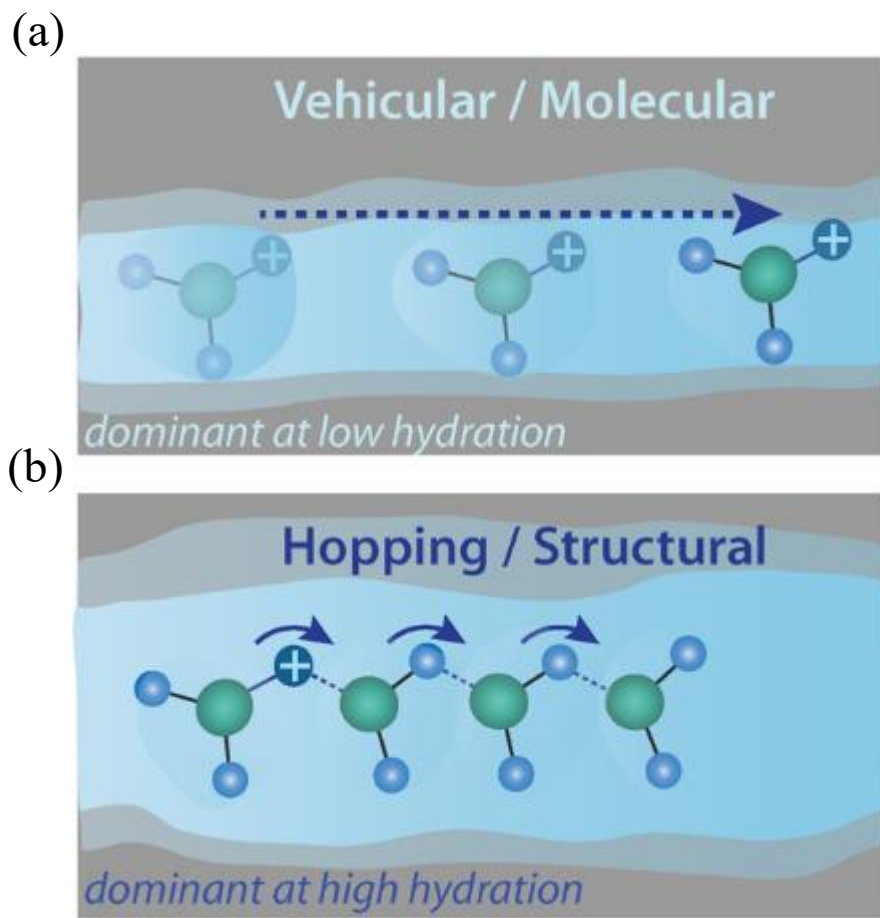 (a)
Vehicular / Molecular
+
+
+
dominant at low hydration
(b)
Hopping / Structural
+
dominant at high hydration